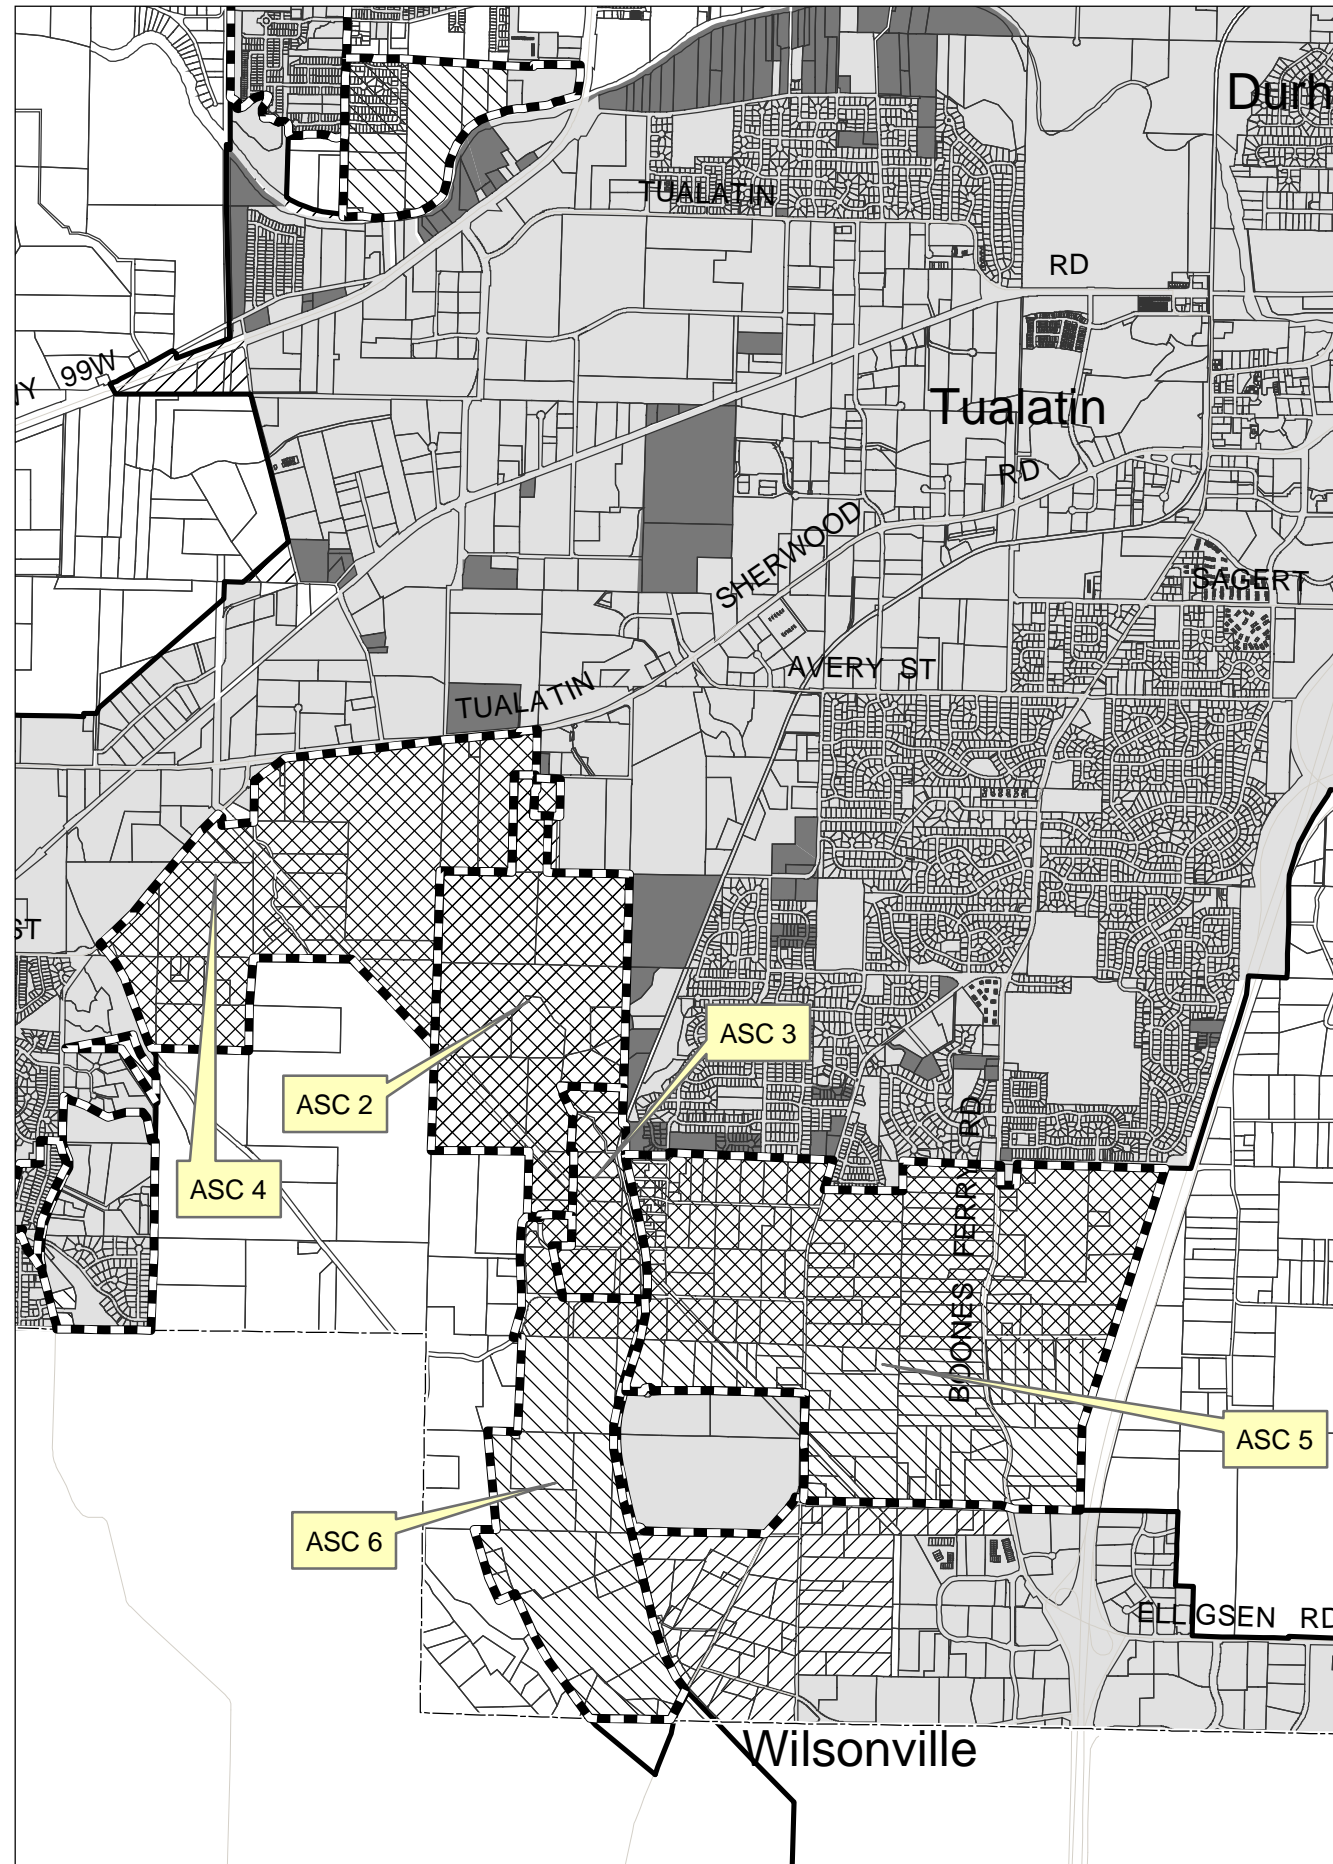 Durh
TUALATIN
RD
99W
Tualatin
RD
SHERWOOD
SAGERT
AVERY ST
TUALATIN
ST
ASC 3
ASC 2
ASC 4
BOONES FERRY RD
ASC 5
ASC 6
ELLIGSEN RD
Wilsonville